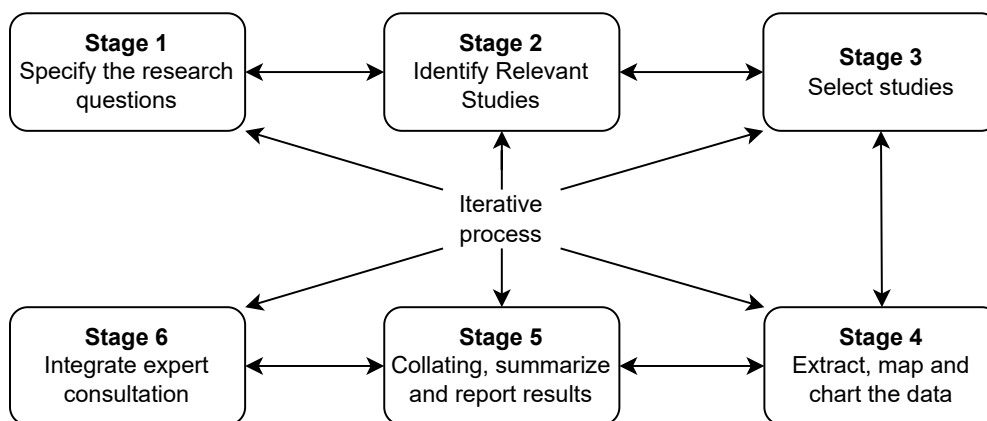 Stage 1
Specify the research
questions
Stage 2
Identify Relevant
Studies
Stage 3
Select studies
Iterative
process
Stage 6
Integrate expert
consultation
Stage 5
Collating, summarize
and report results
Stage 4
Extract, map and
chart the data